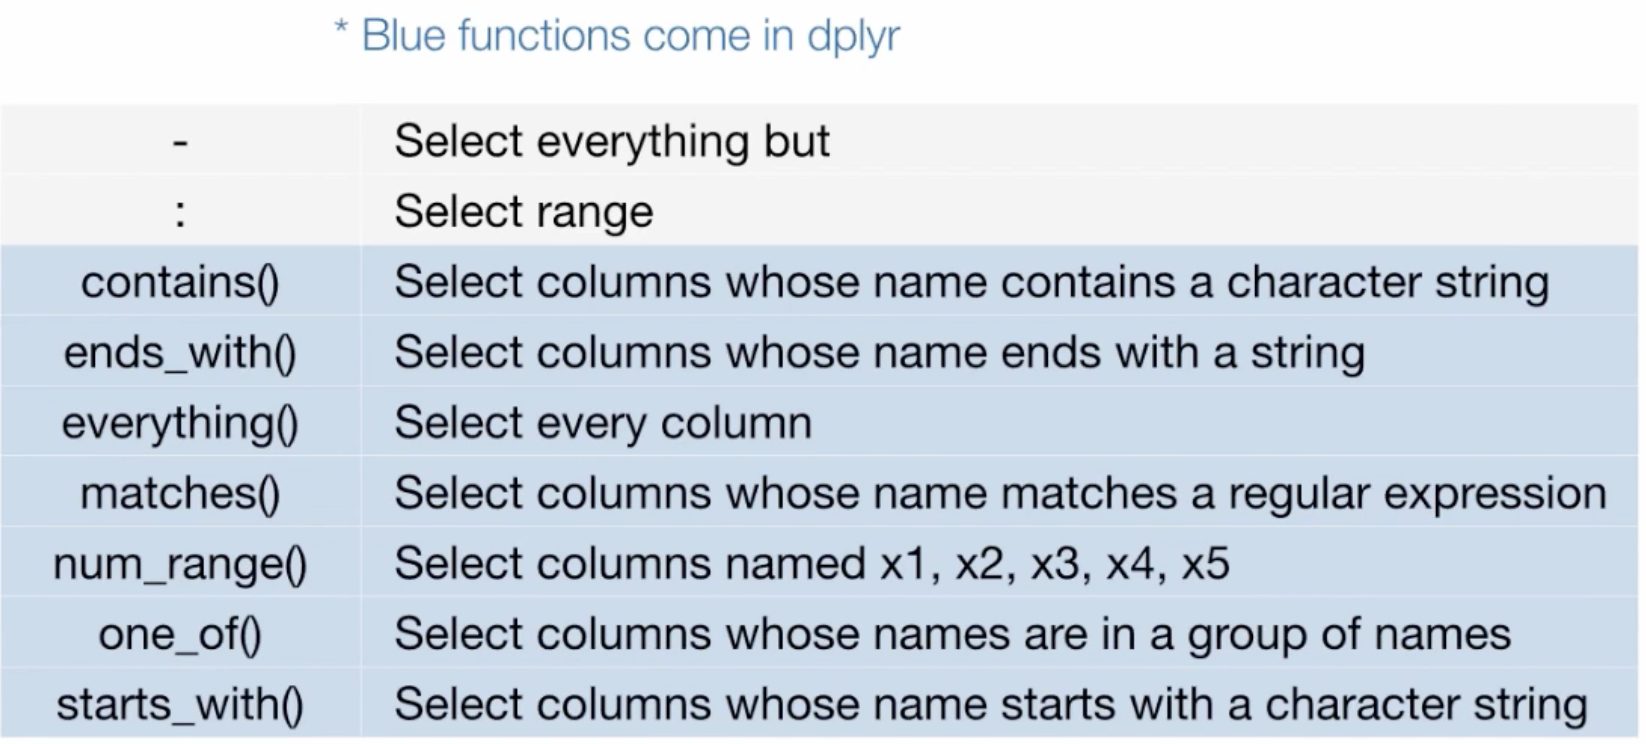 * Blue functions come in dplyr
- Select everything but
: Select range
contains() Select columns whose name contains a character string
ends_with() Select columns whose name ends with a string
everything() Select every column
matches() Select columns whose name matches a regular expression
num_range() Select columns named x1, x2, x3, x4, x5
one_of() Select columns whose names are in a group of names
starts_with() Select columns whose name starts with a character string